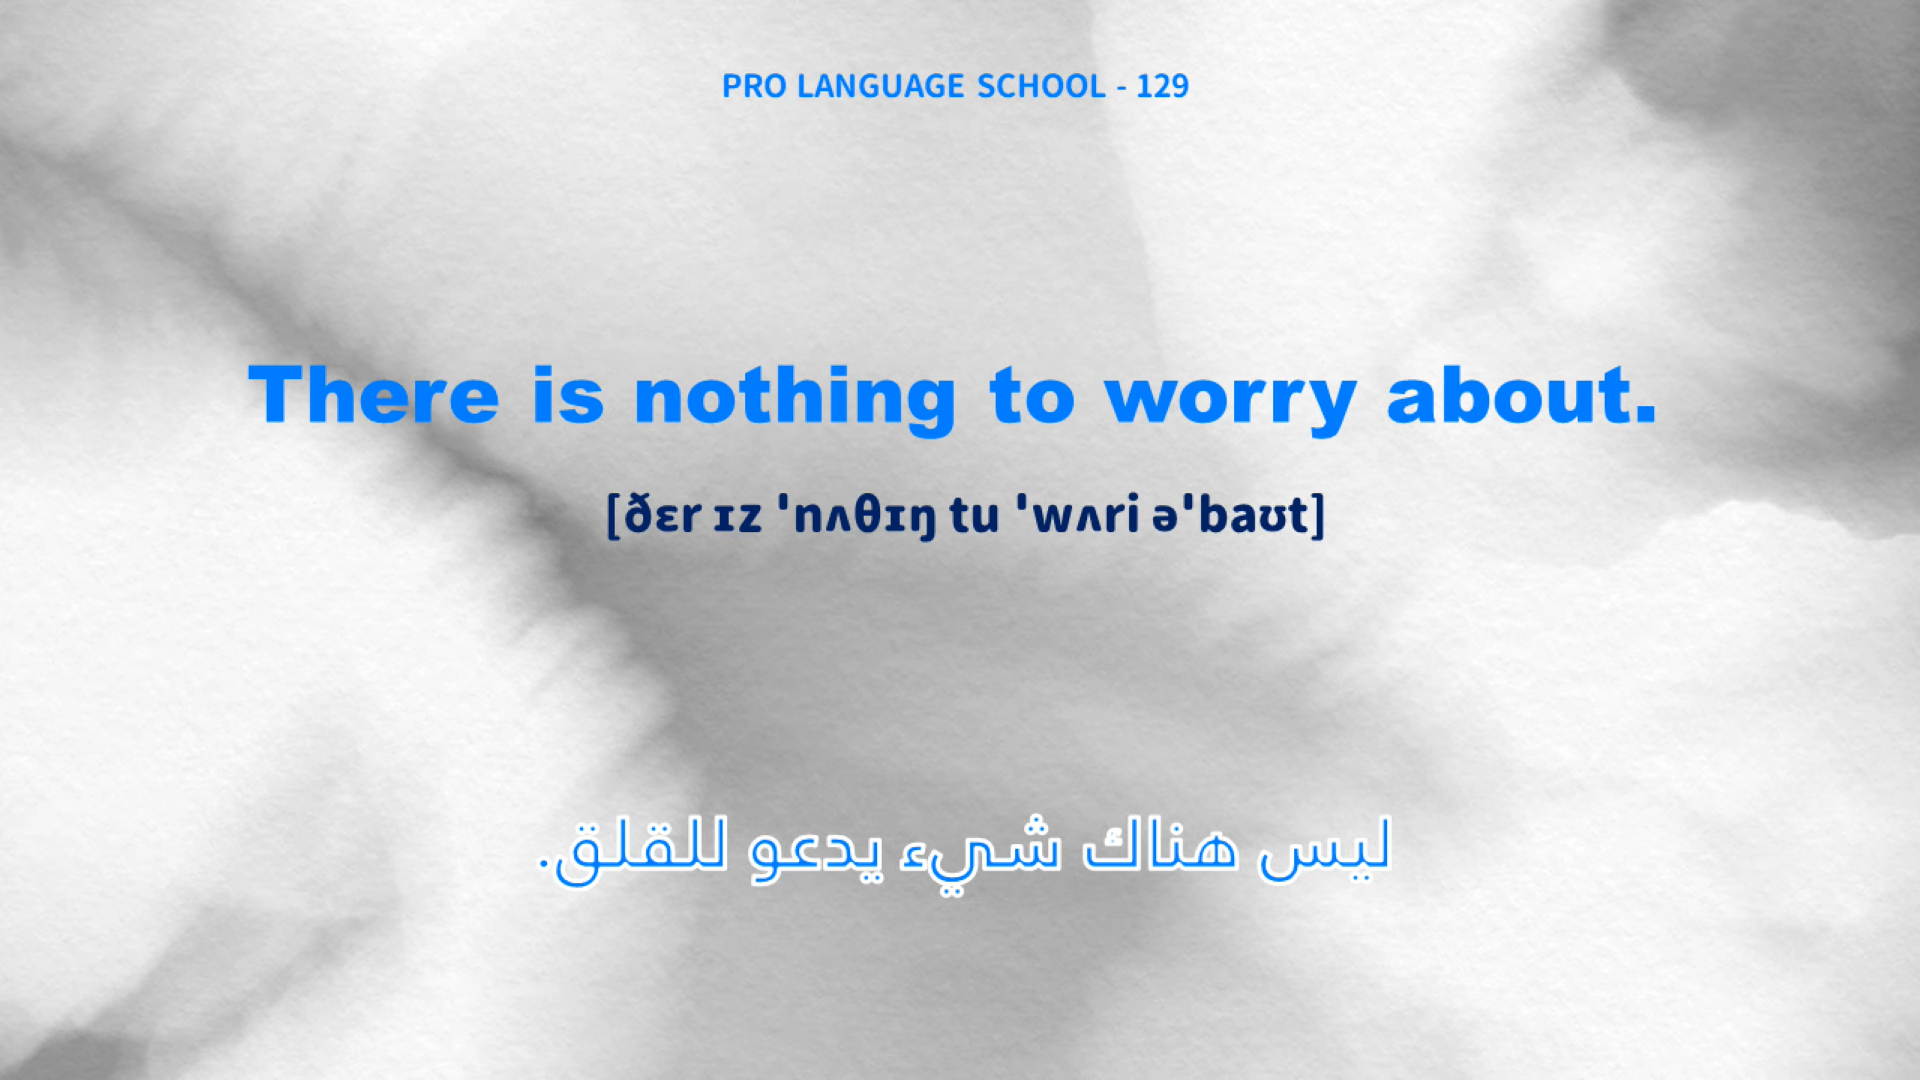 PRO LANGUAGE SCHOOL - 129
There is nothing to worry about.
[ðɛr ɪz ˈnʌθɪŋ tu ˈwʌri əˈbaʊt]
ليس هناك شيء يدعو للقلق.